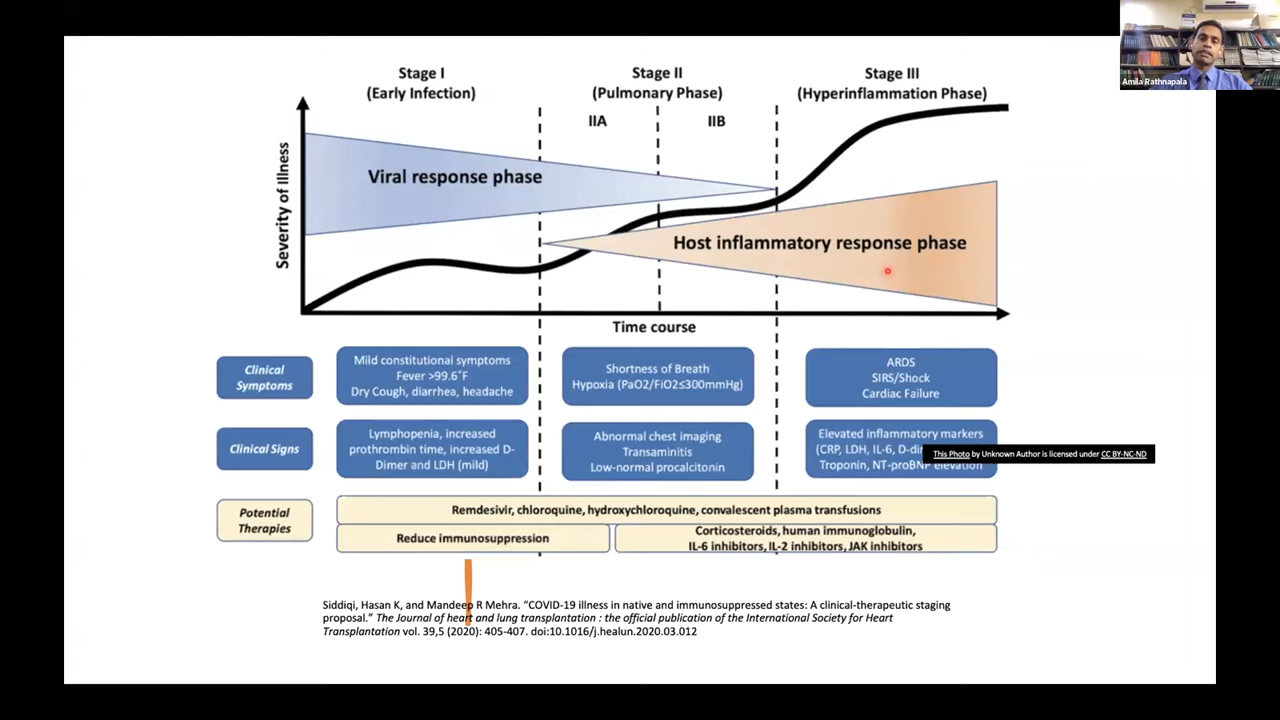 Amila Rathnapala
Stage I
(Early Infection)
Stage II
(Pulmonary Phase)
Stage III
(Hyperinflammation Phase)
IIA
IIB
Severity of Illness
Viral response phase
Host inflammatory response phase
Time course
Clinical
Symptoms
Mild constitutional symptoms
Fever >99.6°F
Dry Cough, diarrhea, headache
Shortness of Breath
Hypoxia (PaO2/FiO2≤300mmHg)
ARDS
SIRS/Shock
Cardiac Failure
Clinical Signs
Lymphopenia, increased
prothrombin time, increased D-
Dimer and LDH (mild)
Abnormal chest imaging
Transaminitis
Low-normal procalcitonin
Elevated inflammatory markers
(CRP, LDH, IL-6,
Troponin, NT-proBNP elevation
This Photo by Unknown Author is licensed under CC BY-NC-ND
Potential
Therapies
Remdesivir, chloroquine, hydroxychloroquine, convalescent plasma transfusions
Reduce immunosuppression
Corticosteroids, human immunoglobulin,
IL-6 inhibitors, IL-2 inhibitors, JAK inhibitors
Siddiqi, Hasan K, and Mandeep R Mehra. “COVID-19 illness in native and immunosuppressed states: A clinical-therapeutic staging
proposal.” The Journal of heart and lung transplantation : the official publication of the International Society for Heart
Transplantation vol. 39,5 (2020): 405-407. doi:10.1016/j.healun.2020.03.012